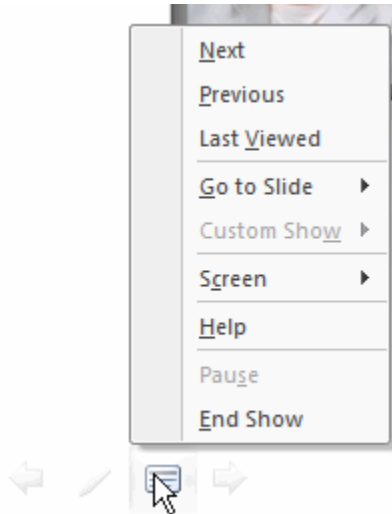 Next
Previous
Last Viewed
Go to Slide
Custom Show
Screen
Help
Pause
End Show